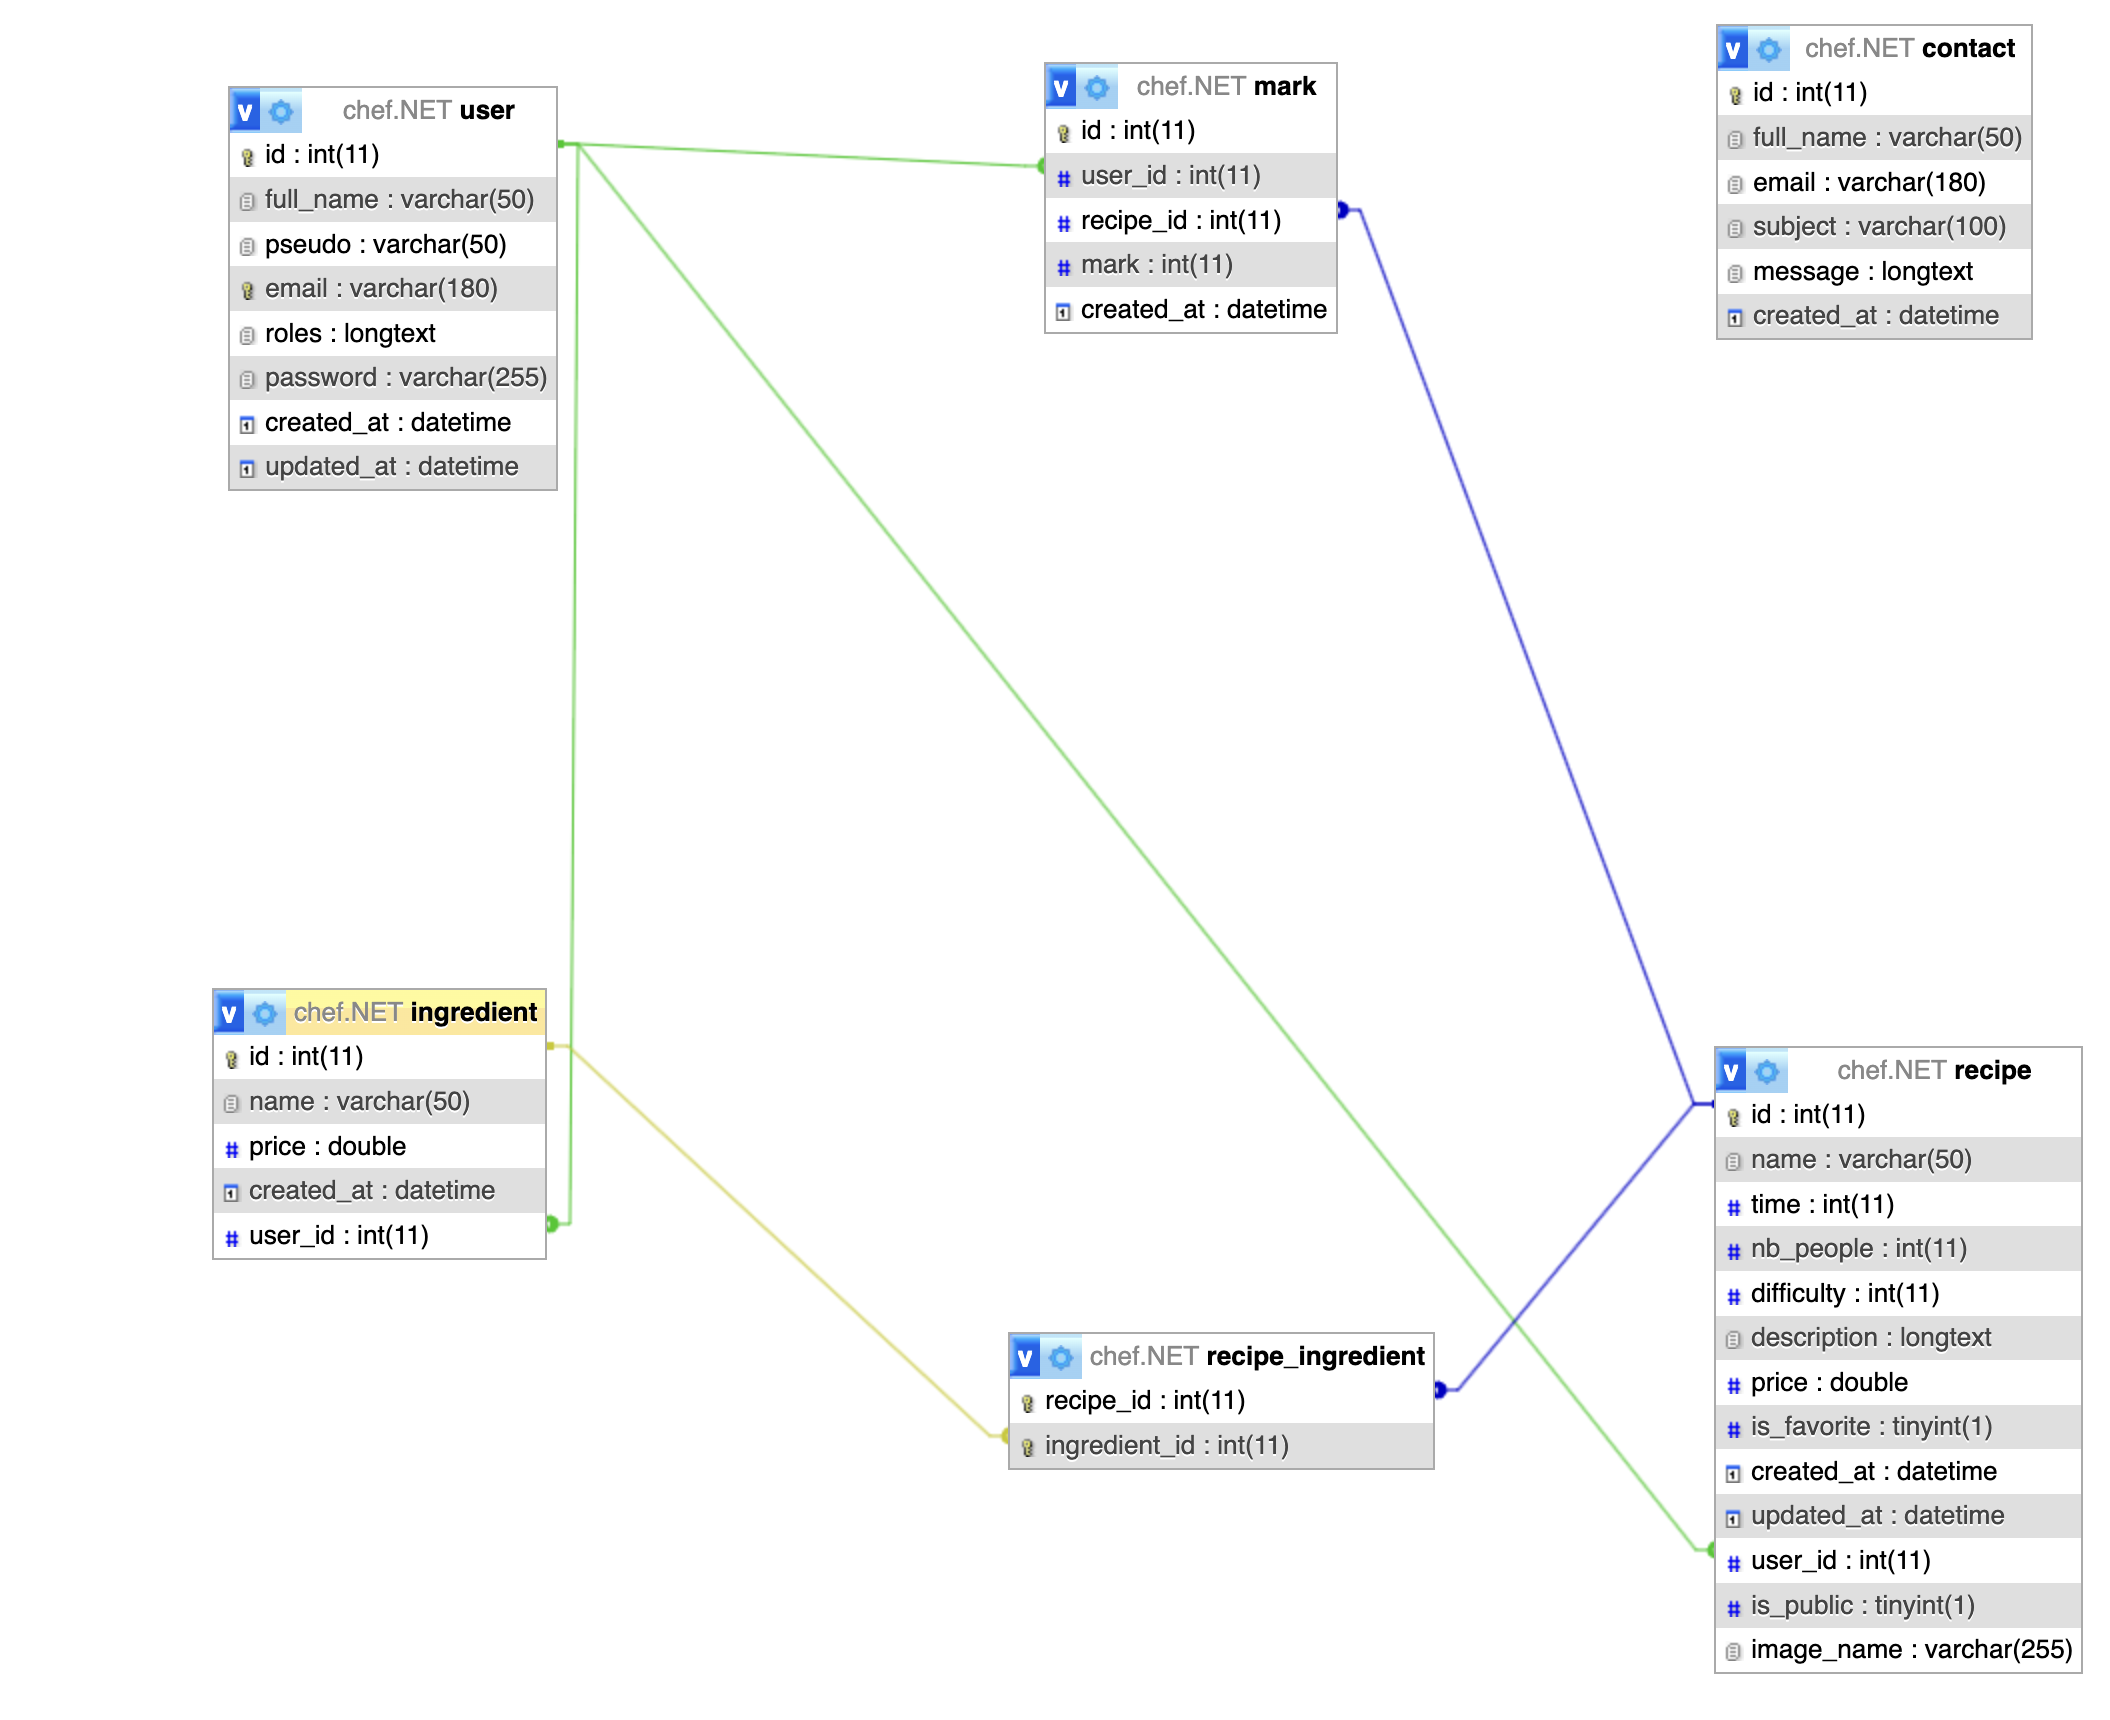 v chef.NET user
id : int(11)
full_name : varchar(50)
pseudo : varchar(50)
email : varchar(180)
roles : longtext
password : varchar(255)
created_at : datetime
updated_at : datetime
v chef.NET mark
id : int(11)
# user_id : int(11)
# recipe_id : int(11)
# mark : int(11)
created_at : datetime
v chef.NET contact
id : int(11)
full_name : varchar(50)
email : varchar(180)
subject : varchar(100)
message : longtext
created_at : datetime
v chef.NET ingredient
id : int(11)
name : varchar(50)
# price : double
created_at : datetime
# user_id : int(11)
v chef.NET recipe_ingredient
recipe_id : int(11)
ingredient_id : int(11)
v chef.NET recipe
id : int(11)
name : varchar(50)
# time : int(11)
# nb_people : int(11)
# difficulty : int(11)
description : longtext
# price : double
# is_favorite : tinyint(1)
created_at : datetime
updated_at : datetime
# user_id : int(11)
# is_public : tinyint(1)
image_name : varchar(255)